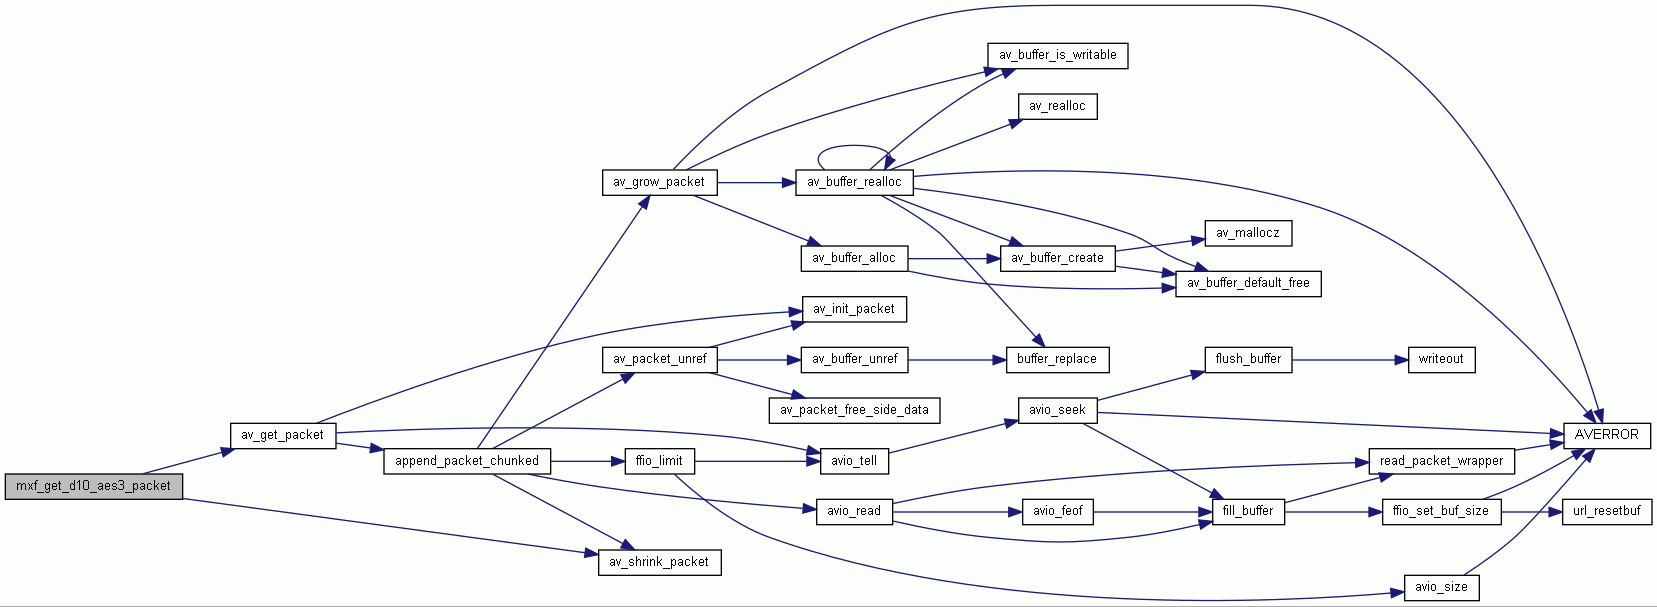 av_buffer_is_writable
av_realloc
av_grow_packet
av_buffer_realloc
av_mallocz
av_buffer_alloc
av_buffer_create
av_buffer_default_free
av_init_packet
av_packet_unref
av_buffer_unref
buffer_replace
flush_buffer
writeout
av_packet_free_side_data
avio_seek
av_get_packet
AVERROR
append_packet_chunked
ffio_limit
avio_tell
read_packet_wrapper
mxf_get_d10_aes3_packet
avio_read
avio_feof
fill_buffer
ffio_set_buf_size
url_resetbuf
av_shrink_packet
avio_size